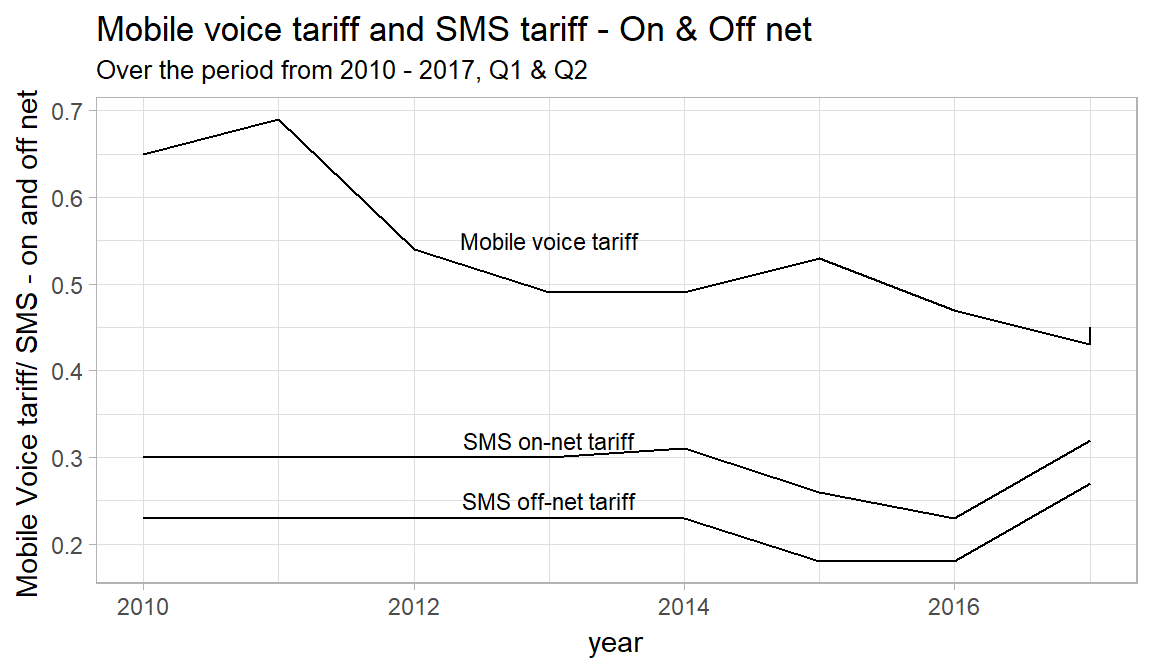 Mobile voice tariff and SMS tariff - On & Off net
Over the period from 2010 - 2017, Q1 & Q2
Mobile Voice tariff/ SMS - on and off net
0.7
0.6
0.5
0.4
0.3
0.2
Mobile voice tariff
SMS on-net tariff
SMS off-net tariff
2010
2012
2014
2016
year